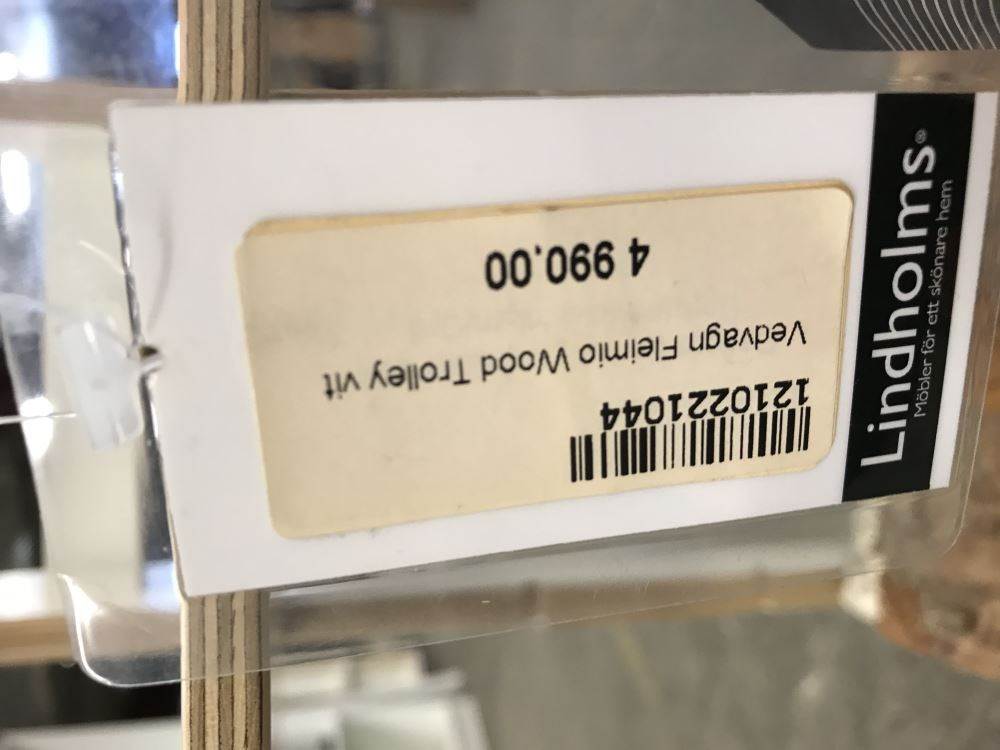 Lindholms®
Möbler för ett skönare hem
1210221044
Vedvagn Fleimio Wood Trolley vit
4 990.00